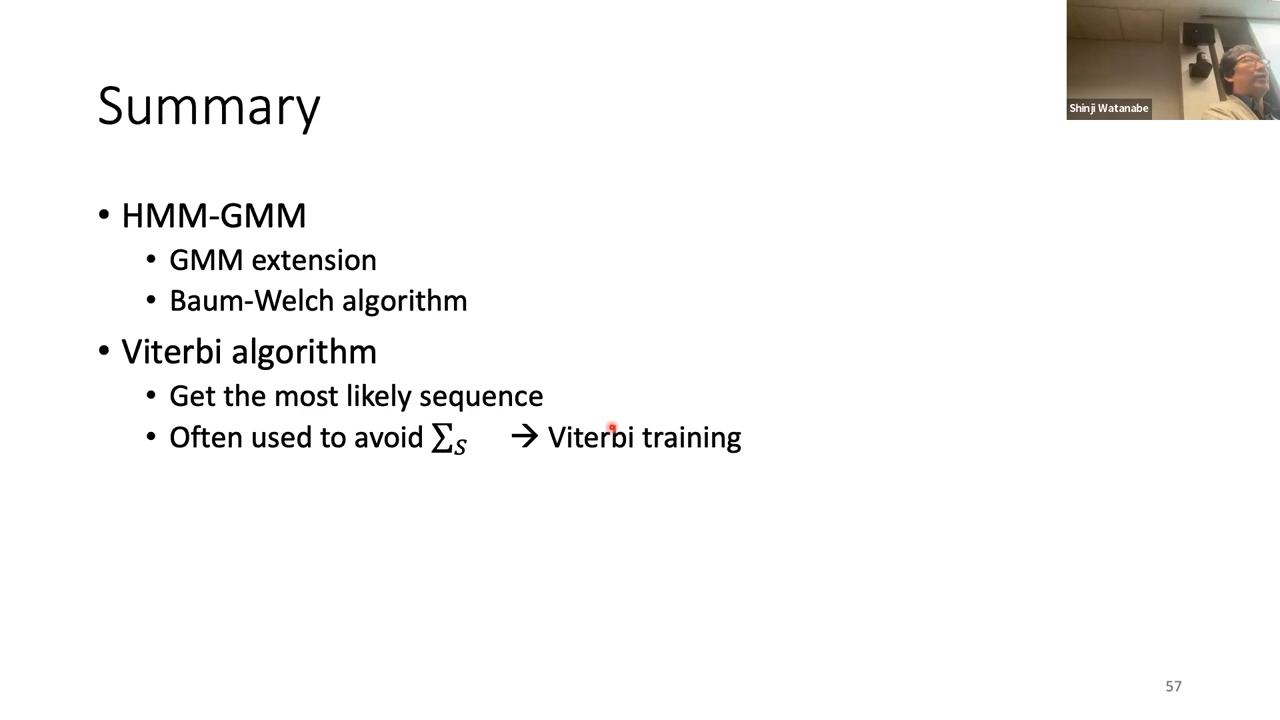 Shinji Watanabe
Summary
• HMM-GMM
• GMM extension
• Baum-Welch algorithm
• Viterbi algorithm
• Get the most likely sequence
• Often used to avoid ∑𝑆 → Viterbi training
57